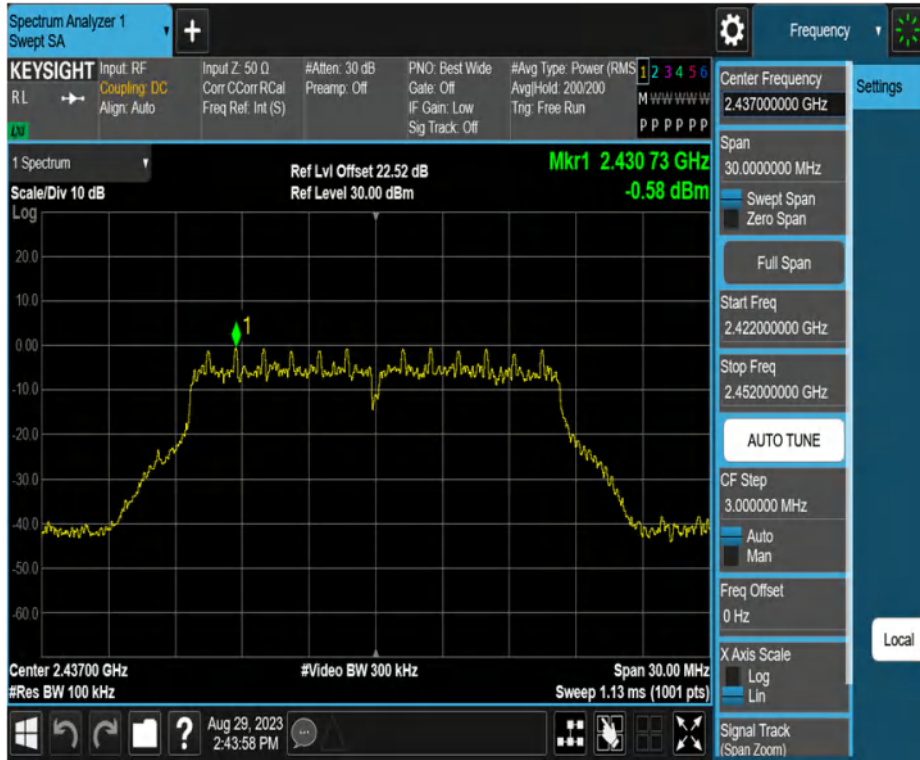 Spectrum Analyzer 1
Swept SA
+
Frequency
KEYSIGHT
RL
LXI
Input: RF
Coupling: DC
Align: Auto
Input Z: 50 Ω
Corr CCorr RCal
Freq Ref: Int (S)
#Atten: 30 dB
Preamp: Off
PNO: Best Wide
Gate: Off
IF Gain: Low
Sig Track: Off
#Avg Type: Power (RMS
Avg|Hold: 200/200
Trig: Free Run
1 2 3 4 5 6
M W W W W W
P P P P P P
1 Spectrum
Scale/Div 10 dB
Log
Ref Lvl Offset 22.52 dB
Ref Level 30.00 dBm
Mkr1 2.430 73 GHz
-0.58 dBm
20.0
10.0
0.00
-10.0
-20.0
-30.0
-40.0
-50.0
-60.0
1
Center 2.43700 GHz
#Res BW 100 kHz
#Video BW 300 kHz
Span 30.00 MHz
Sweep 1.13 ms (1001 pts)
Center Frequency
2.437000000 GHz
Settings
Span
30.0000000 MHz
Swept Span
Zero Span
Full Span
Start Freq
2.422000000 GHz
Stop Freq
2.452000000 GHz
AUTO TUNE
CF Step
3.000000 MHz
Auto
Man
Freq Offset
0 Hz
Local
X Axis Scale
Log
Lin
Signal Track
(Span Zoom)
?
Aug 29, 2023
2:43:58 PM